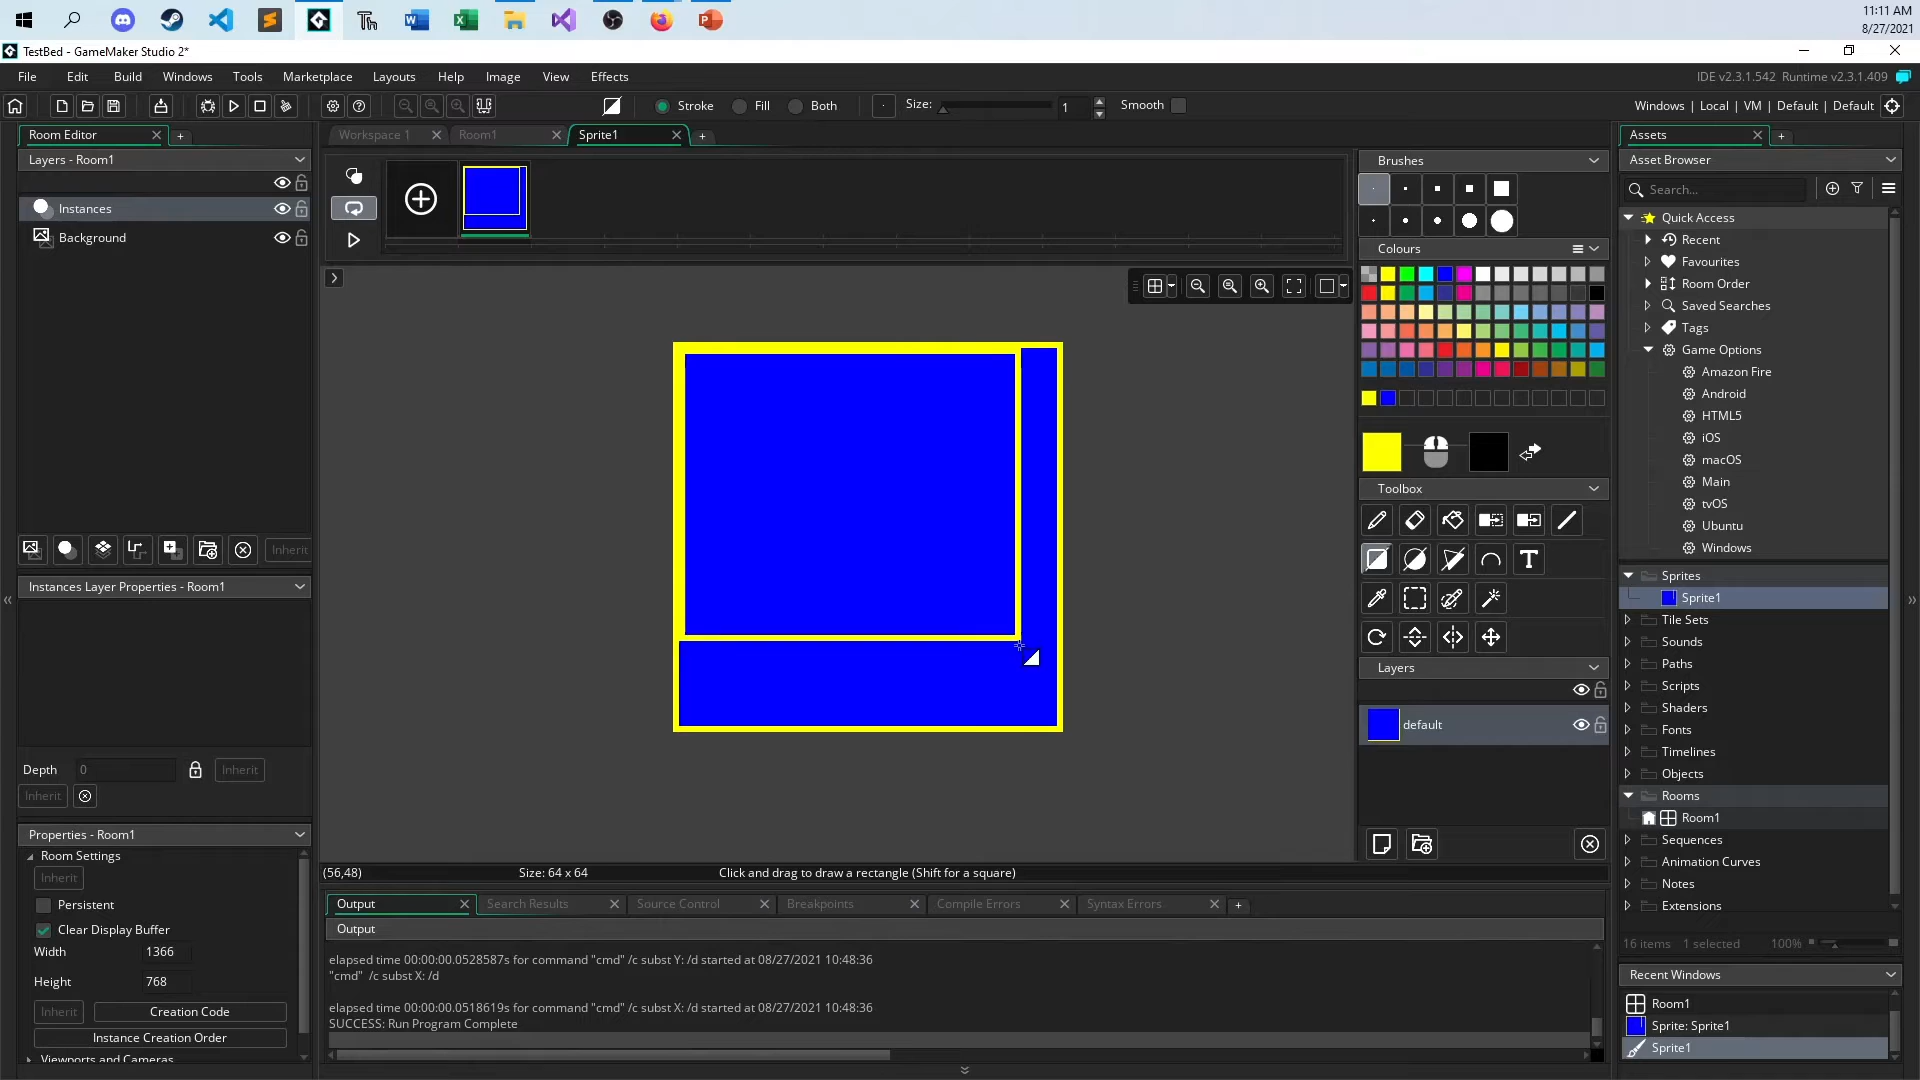 11:11 AM
8/27/2021
TestBed - GameMaker Studio 2*
File Edit Build Windows Tools Marketplace Layouts Help Image View Effects
IDE v2.3.1.542 Runtime v2.3.1.409
Stroke Fill Both Size: 1 Smooth
Windows | Local | VM | Default | Default
Room Editor
Workspace 1 Room1 Sprite1
Assets
Layers - Room1
Instances
Background
Inherit
Instances Layer Properties - Room1
Depth 0 Inherit
Inherit
Properties - Room1
Room Settings
Inherit
Persistent
Clear Display Buffer
Width 1366
Height 768
Inherit Creation Code
Instance Creation Order
Viewports and Cameras
(56,48) Size: 64 x 64 Click and drag to draw a rectangle (Shift for a square)
Output Search Results Source Control Breakpoints Compile Errors Syntax Errors
Output
elapsed time 00:00:00.0528587s for command "cmd" /c subst Y: /d started at 08/27/2021 10:48:36
"cmd" /c subst X: /d
elapsed time 00:00:00.0518619s for command "cmd" /c subst X: /d started at 08/27/2021 10:48:36
SUCCESS: Run Program Complete
Brushes
Colours
Toolbox
T
Layers
default
Asset Browser
Search...
Quick Access
Recent
Favourites
Room Order
Saved Searches
Tags
Game Options
Amazon Fire
Android
HTML5
iOS
macOS
Main
tvOS
Ubuntu
Windows
Sprites
Sprite1
Tile Sets
Sounds
Paths
Scripts
Shaders
Fonts
Timelines
Objects
Rooms
Room1
Sequences
Animation Curves
Notes
Extensions
16 items 1 selected 100%
Recent Windows
Room1
Sprite: Sprite1
Sprite1